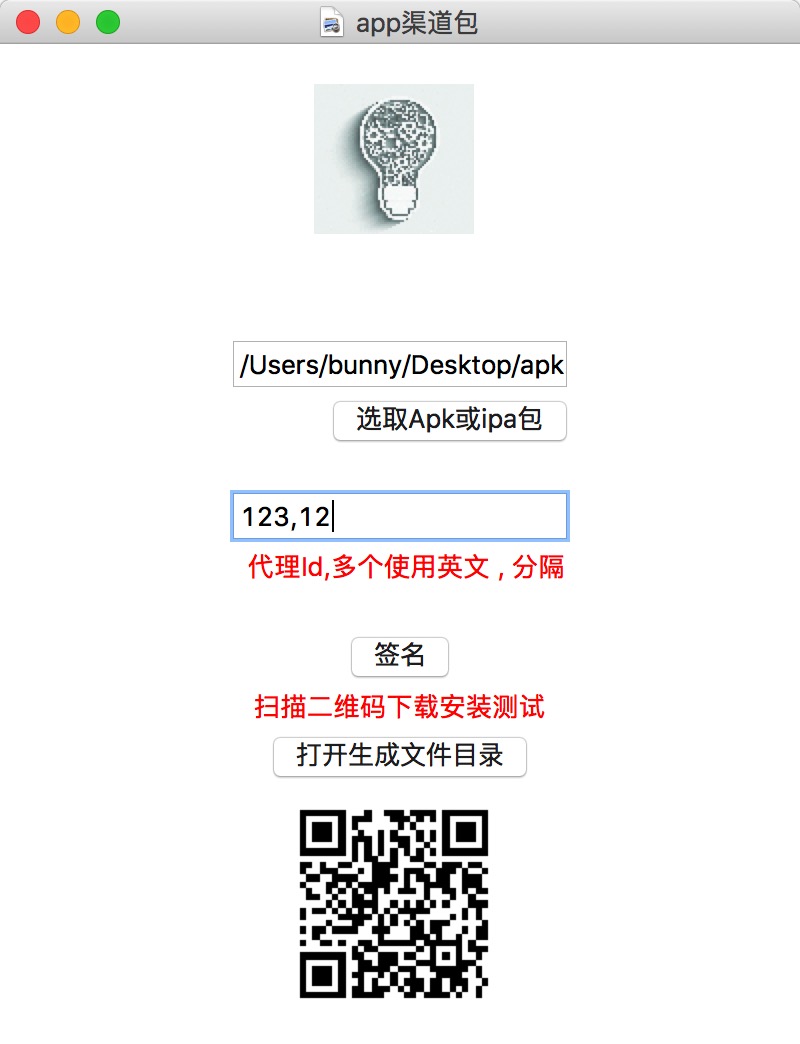 app渠道包
/Users/bunny/Desktop/apk
选取Apk或ipa包
123,12
代理Id,多个使用英文 , 分隔
签名
扫描二维码下载安装测试
打开生成文件目录